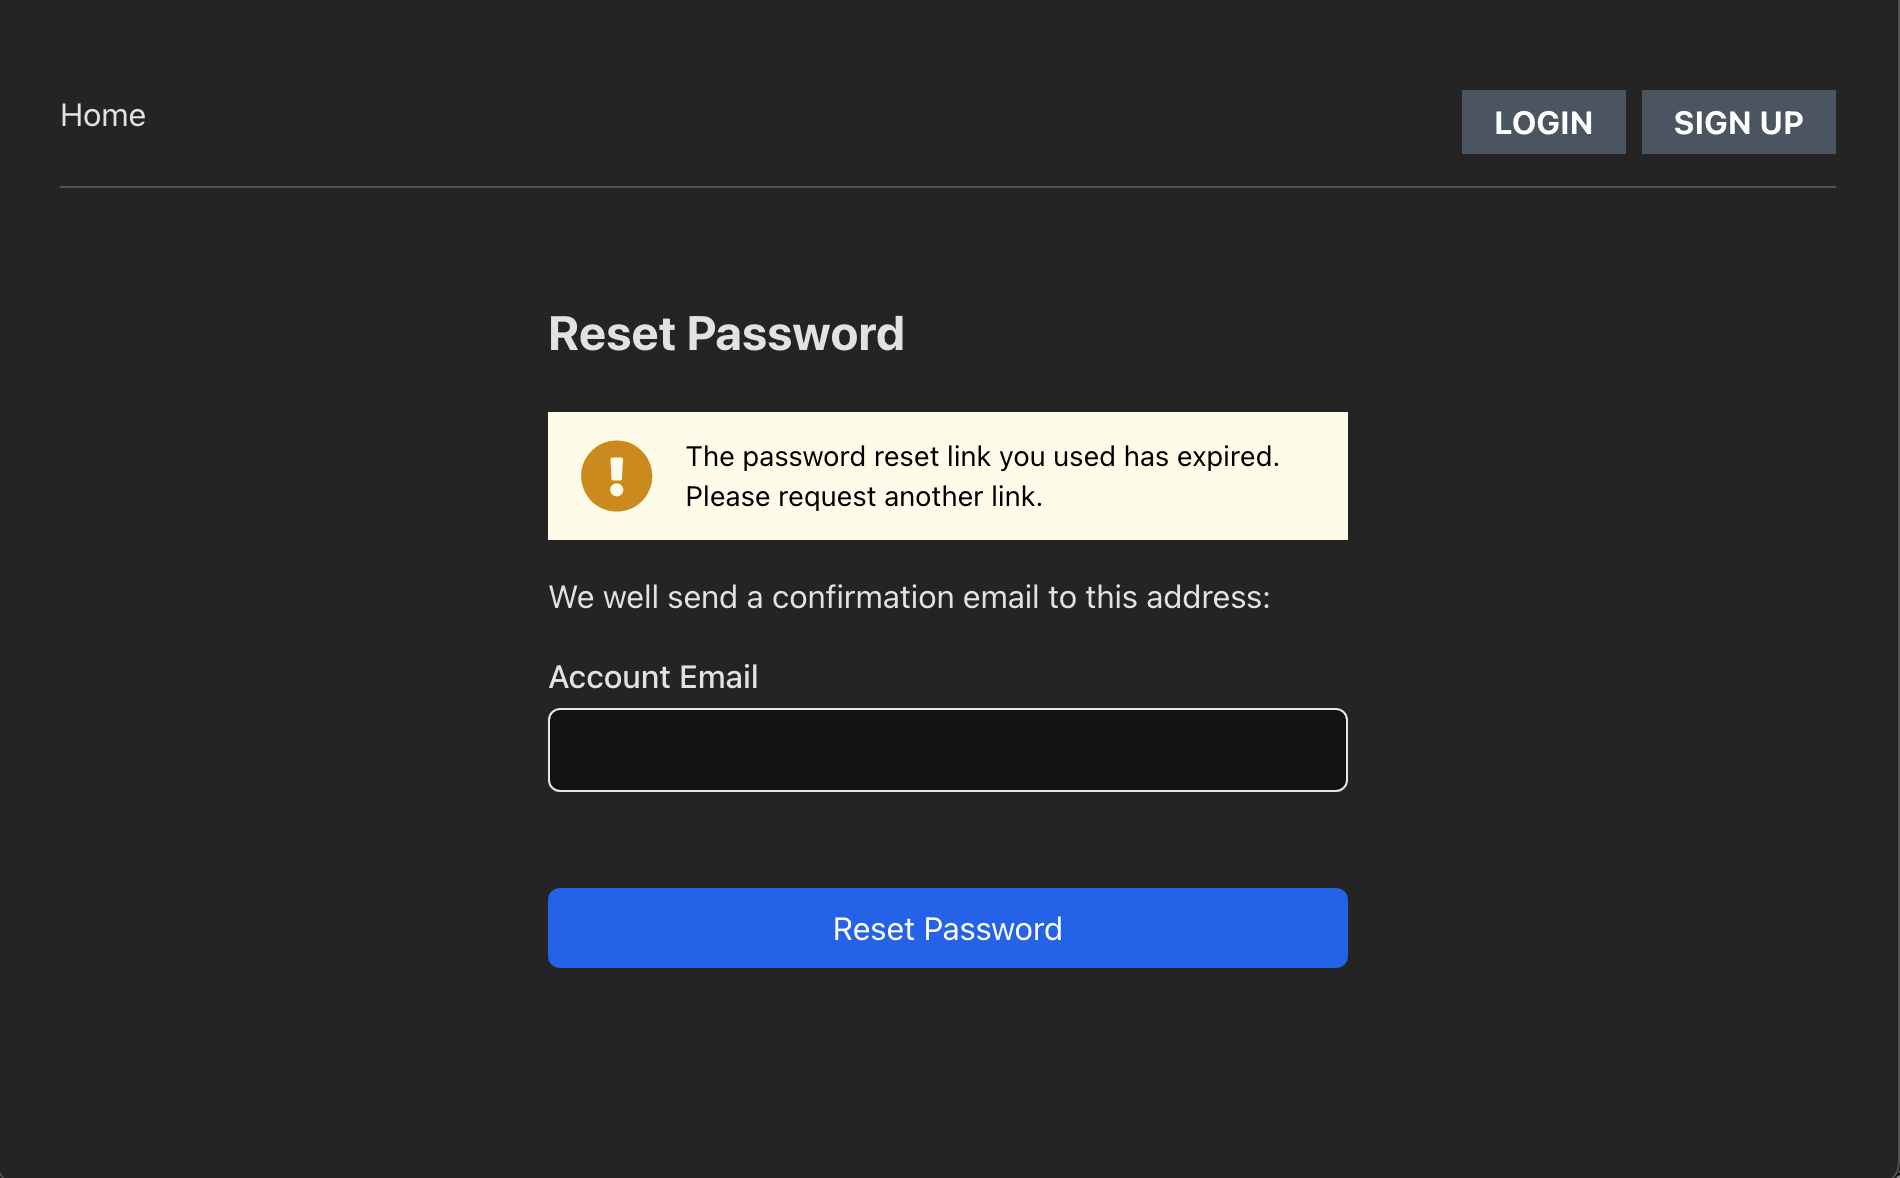 Home
LOGIN
SIGN UP
Reset Password
The password reset link you used has expired.
Please request another link.
We well send a confirmation email to this address:
Account Email
Reset Password